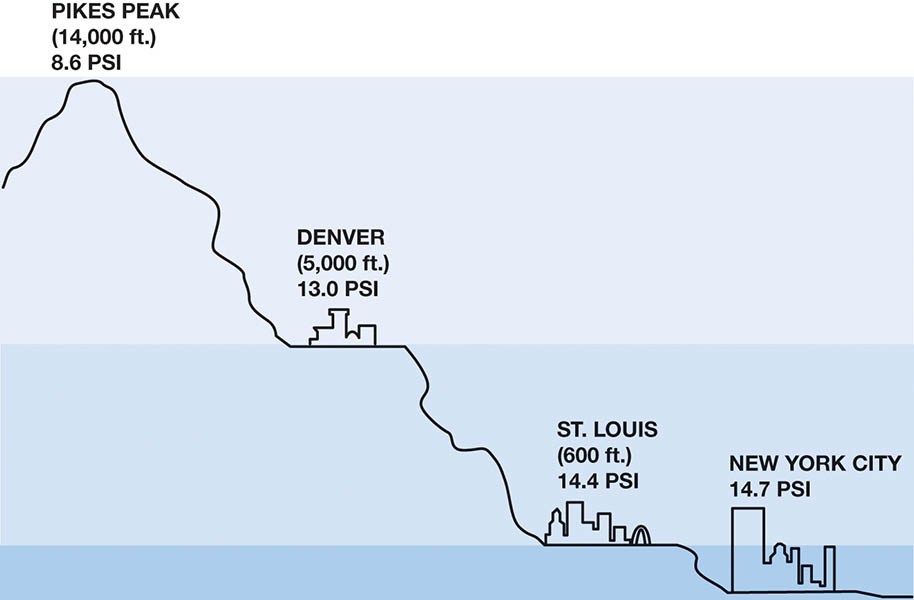 PIKES PEAK
(14,000 ft.)
8.6 PSI
DENVER
(5,000 ft.)
13.0 PSI
ST. LOUIS
(600 ft.)
14.4 PSI
NEW YORK CITY
14.7 PSI